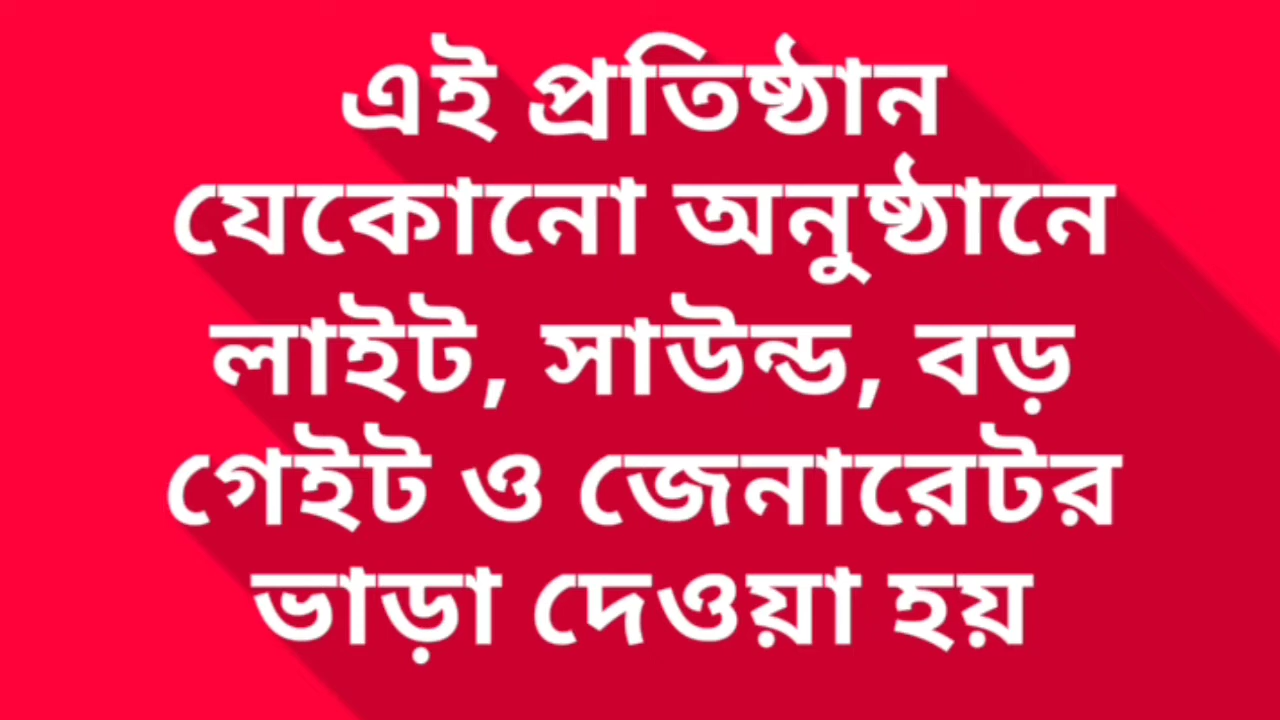 এই প্রতিষ্ঠান
যেকোনো অনুষ্ঠানে
লাইট, সাউন্ড, বড়
গেইট ও জেনারেটর
ভাড়া দেওয়া হয়